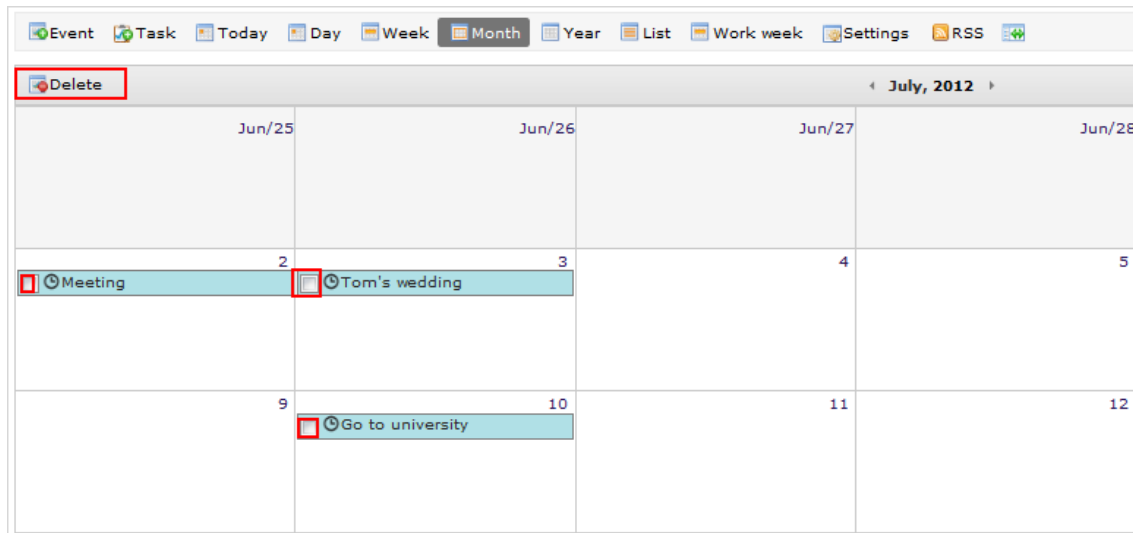 Event Task Today Day Week Month Year List Work week Settings RSS
Delete July, 2012
Jun/25 Jun/26 Jun/27 Jun/28
2 3 4 5
Meeting Tom's wedding
9 10 11 12
Go to university